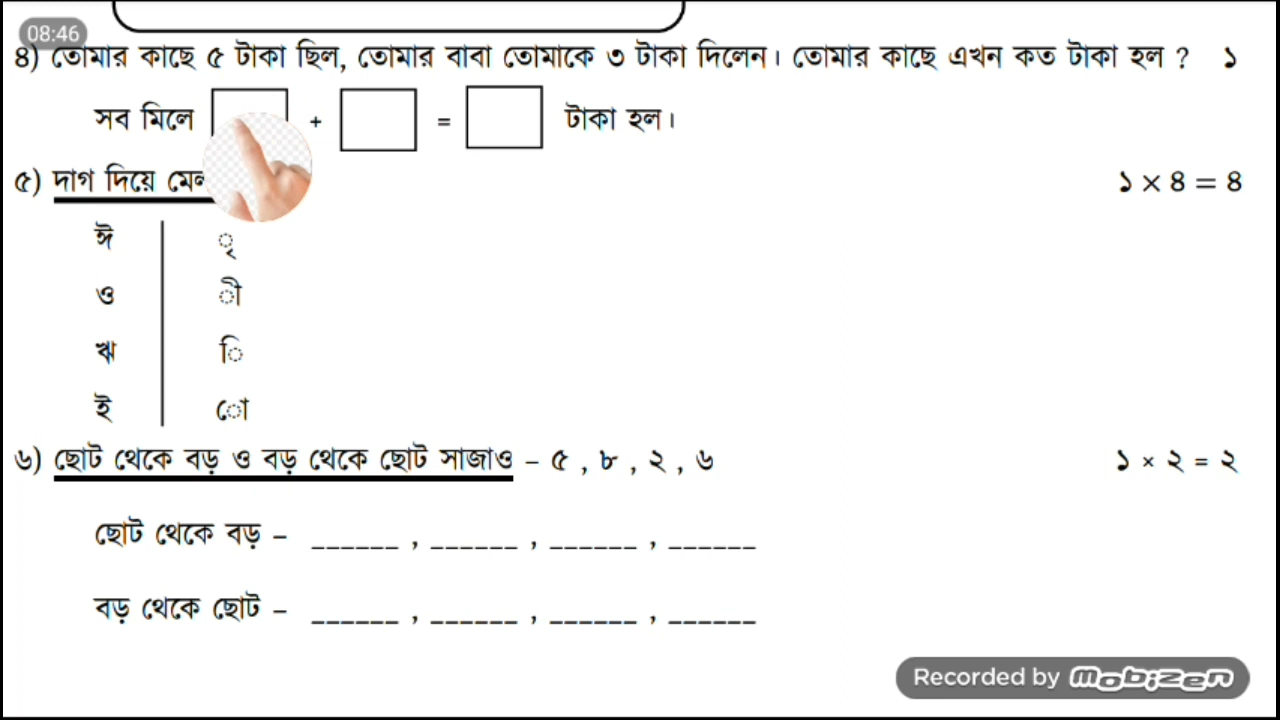 08:46
৪) তোমার কাছে ৫ টাকা ছিল, তোমার বাবা তোমাকে ৩ টাকা দিলেন। তোমার কাছে এখন কত টাকা হল ? ১
সব মিলে + = টাকা হল।
৫) দাগ দিয়ে ১ × ৪ = ৪
ঈ ৃ
ও ী
ঋ ি
ই ো
৬) ছোট থেকে বড় ও বড় থেকে ছোট সাজাও – ৫ , ৮ , ২ , ৬ ১ × ২ = ২
ছোট থেকে বড় – ______ , ______ , ______ , ______
বড় থেকে ছোট – ______ , ______ , ______ , ______
Recorded by Mobizen